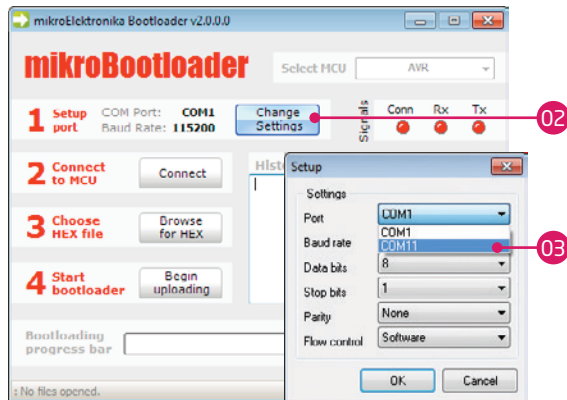 mikroElektronika Bootloader v2.0.0.0
mikroBootloader
Select MCU AVR
1 Setup port COM Port: COM1
Baud Rate: 115200
Change Settings
Signals
Conn Rx Tx
02
2 Connect to MCU
Connect
Hist
3 Choose HEX file
Browse for HEX
4 Start bootloader
Begin uploading
Bootloading progress bar
: No files opened.
Setup
Settings
Port COM1
COM1
COM11
03
Baud rate
Data bits 8
Stop bits 1
Parity None
Flow control Software
OK Cancel